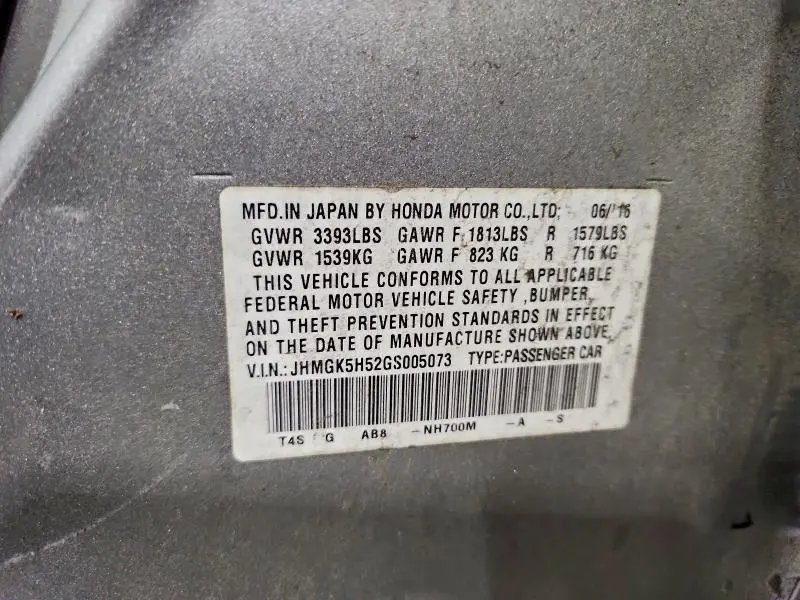 MFD.IN JAPAN BY HONDA MOTOR CO.,LTD; 06/'16
GVWR 3393LBS GAWR F 1813LBS R 1579LBS
GVWR 1539KG GAWR F 823 KG R 716 KG
THIS VEHICLE CONFORMS TO ALL APPLICABLE
FEDERAL MOTOR VEHICLE SAFETY ,BUMPER,
AND THEFT PREVENTION STANDARDS IN EFFECT
ON THE DATE OF MANUFACTURE SHOWN ABOVE,
V.I.N.:JHMGK5H52GS005073 TYPE:PASSENGER CAR
T4S G AB8 -NH700M -A -S